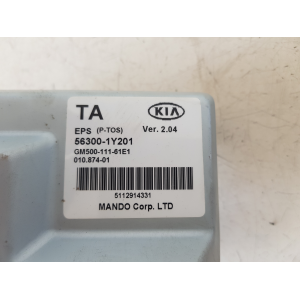 TA
KIA
EPS (P-TOS) Ver. 2.04
56300-1Y201
GM500-111-61E1
010.874-01
5112914331
MANDO Corp. LTD